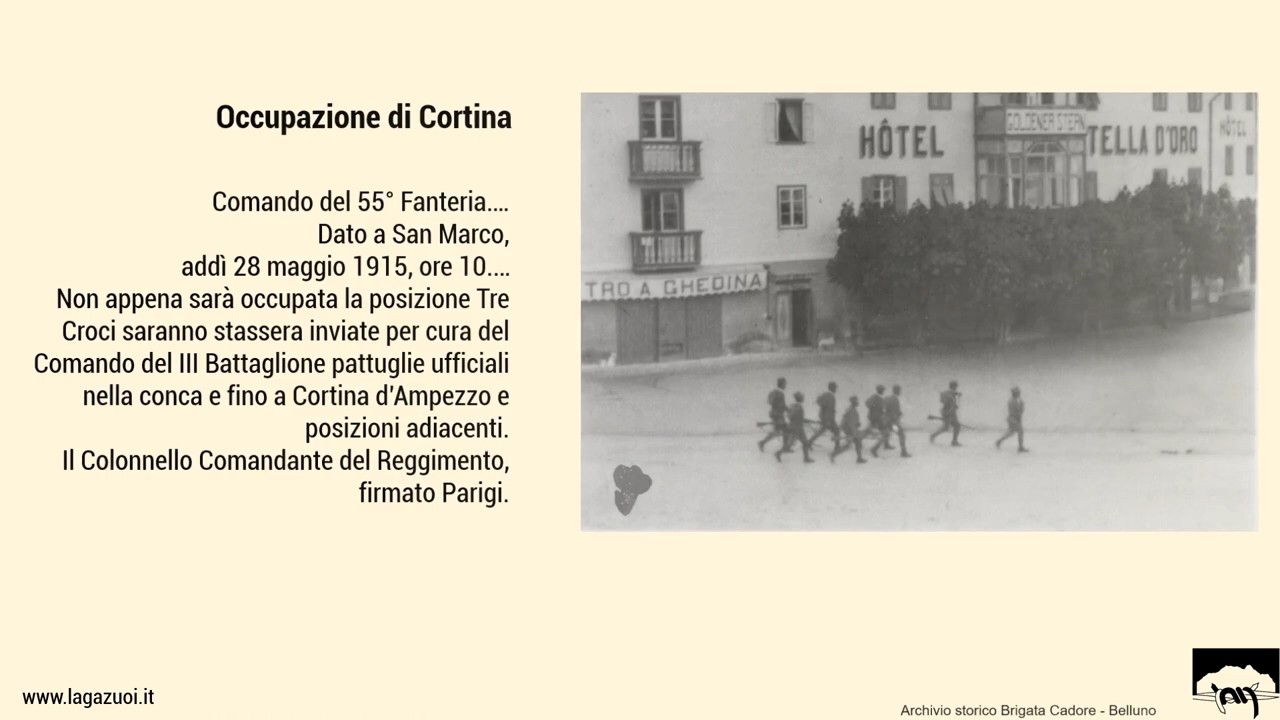 Occupazione di Cortina
Comando del 55° Fanteria....
Dato a San Marco,
addì 28 maggio 1915, ore 10....
Non appena sarà occupata la posizione Tre
Croci saranno stassera inviate per cura del
Comando del III Battaglione pattuglie ufficiali
nella conca e fino a Cortina d'Ampezzo e
posizioni adiacenti.
Il Colonnello Comandante del Reggimento,
firmato Parigi.
HÔTEL
GOLDENER STERN
TELLA D'ORO
HÔTEL
TRO A GHEDINA
www.lagazuoi.it
Archivio storico Brigata Cadore - Belluno